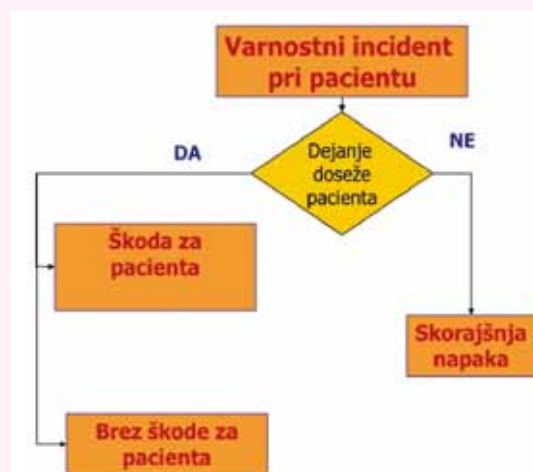 Varnostni incident
pri pacientu
DA
NE
Dejanje
doseže
pacienta
Škoda za
pacienta
Skorajšnja
napaka
Brez škode za
pacienta